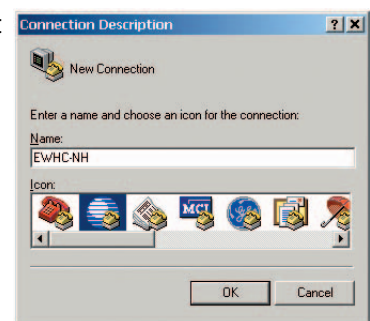 Connection Description
New Connection
Enter a name and choose an icon for the connection:
Name:
EWHC-NH
Icon:
MCI
OK
Cancel